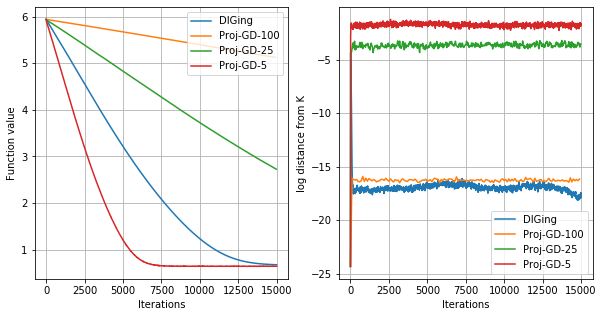 6
5
4
3
2
1
Function value
0
2500
5000
7500
10000
12500
15000
Iterations
DIGing
Proj-GD-100
Proj-GD-25
Proj-GD-5
−5
−10
−15
−20
−25
log distance from K
0
2500
5000
7500
10000
12500
15000
Iterations
DIGing
Proj-GD-100
Proj-GD-25
Proj-GD-5